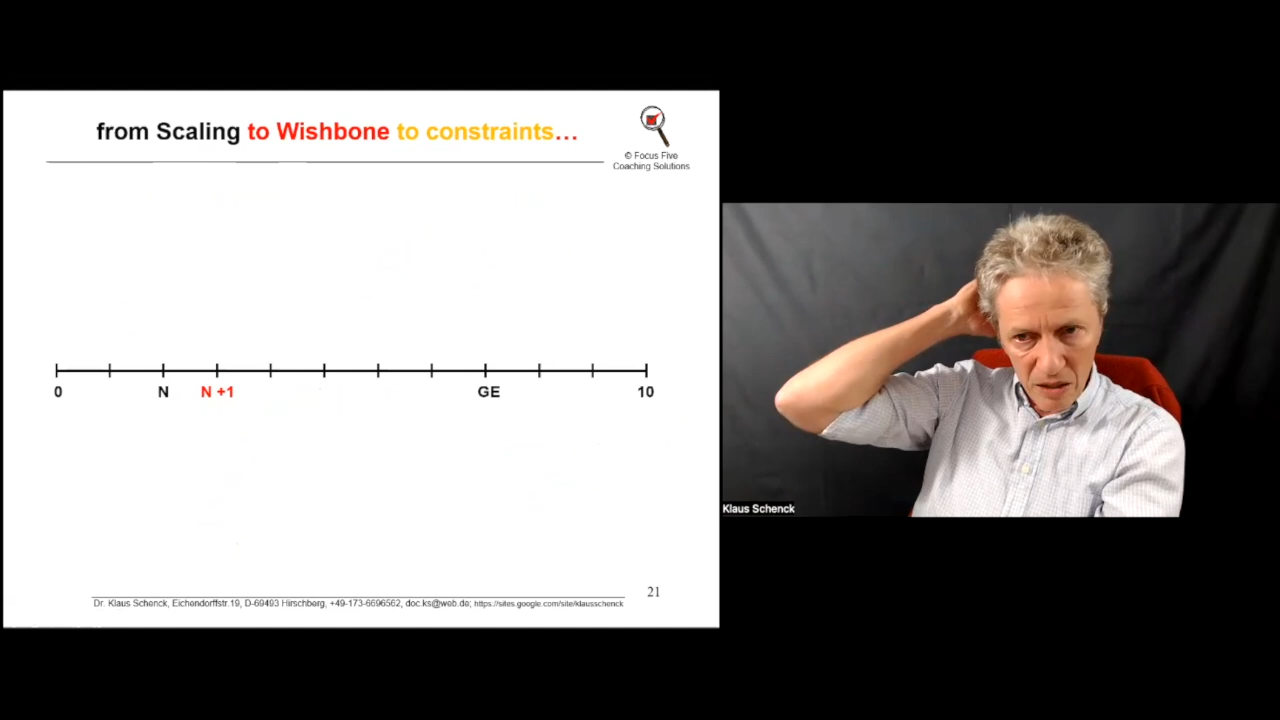 from Scaling to Wishbone to constraints...
© Focus Five
Coaching Solutions
0 N N +1 GE 10
21
Dr. Klaus Schenck, Eichendorffstr.19, D-69493 Hirschberg, +49-173-6696562, doc.ks@web.de; https://sites.google.com/site/klausschenck
Klaus Schenck